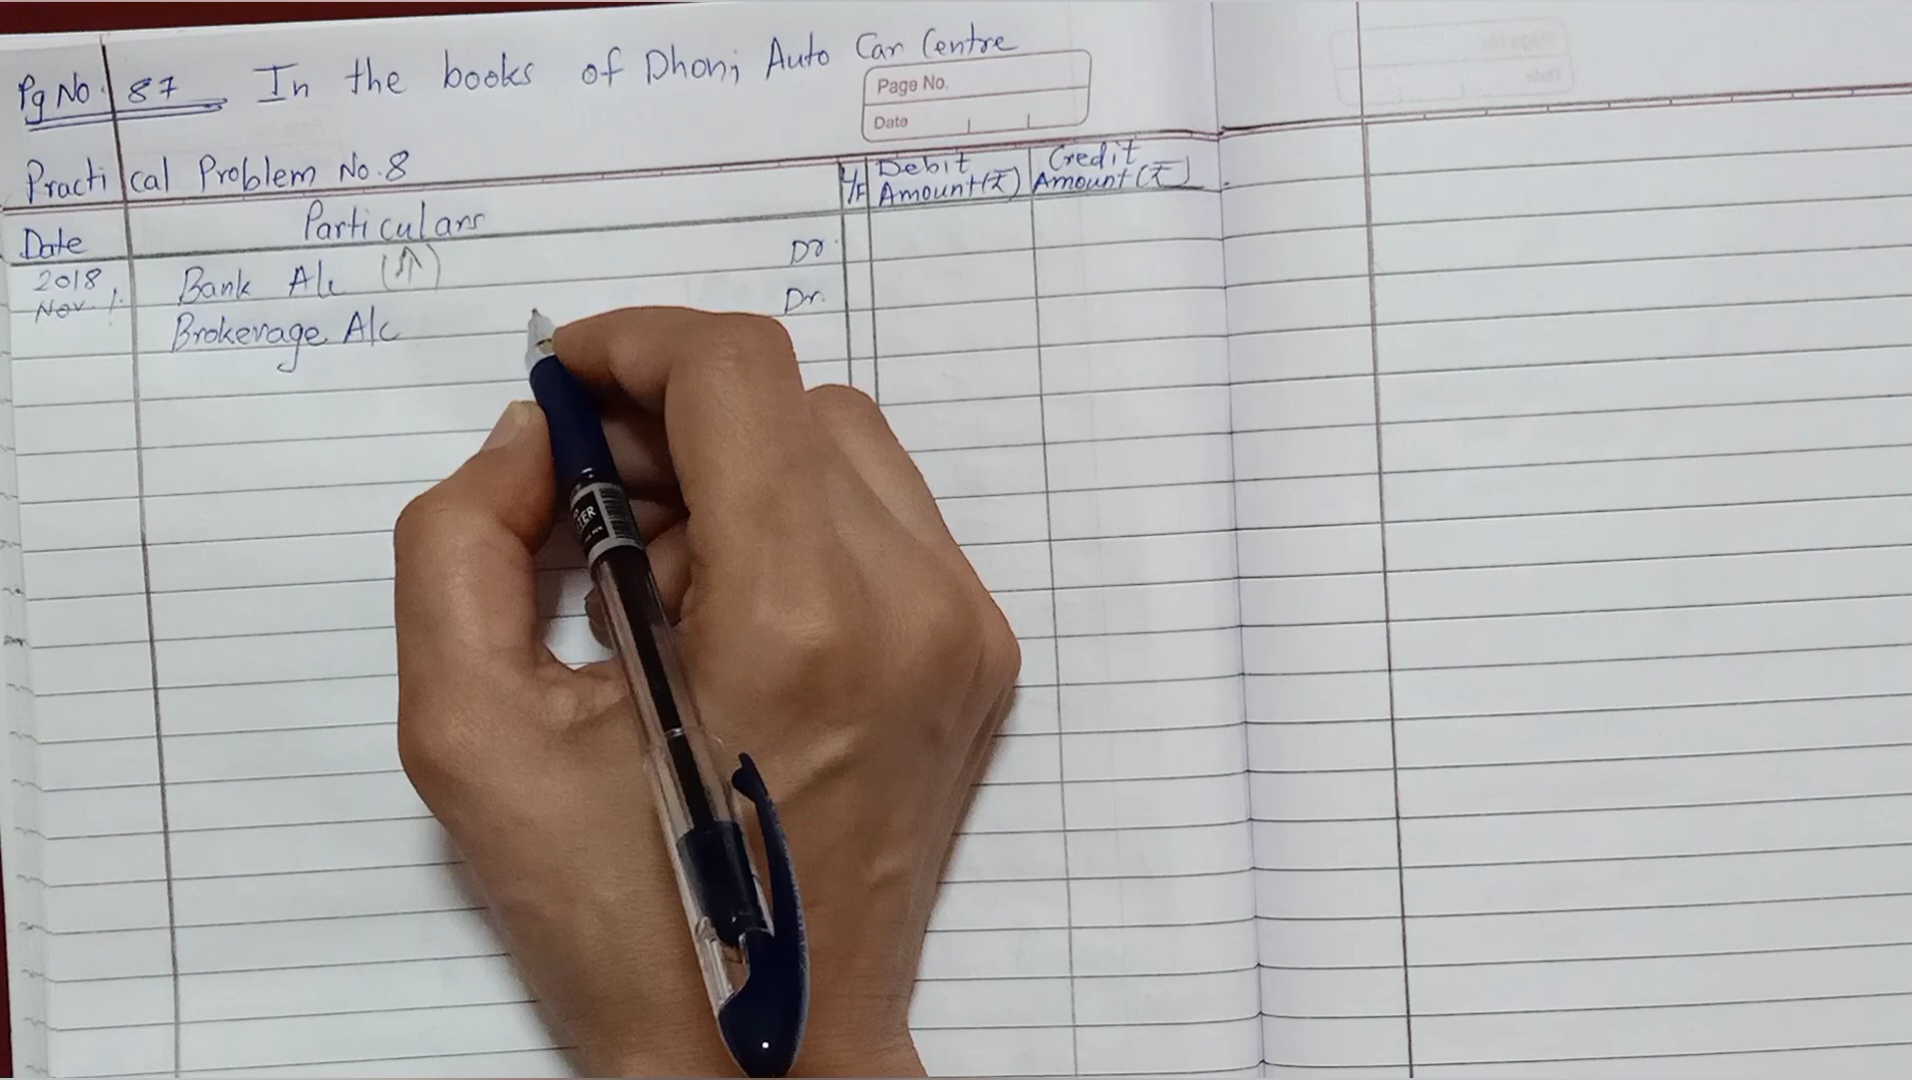 Pg No. 87 In the books of Dhoni Auto Car Centre
Page No.
Date
Practical Problem No.8
L/F Debit Amount(₹) Credit Amount(₹)
Date Particulars
2018 Bank A/c (↑) Dr.
Nov 1. Brokerage A/c Dr.
TER